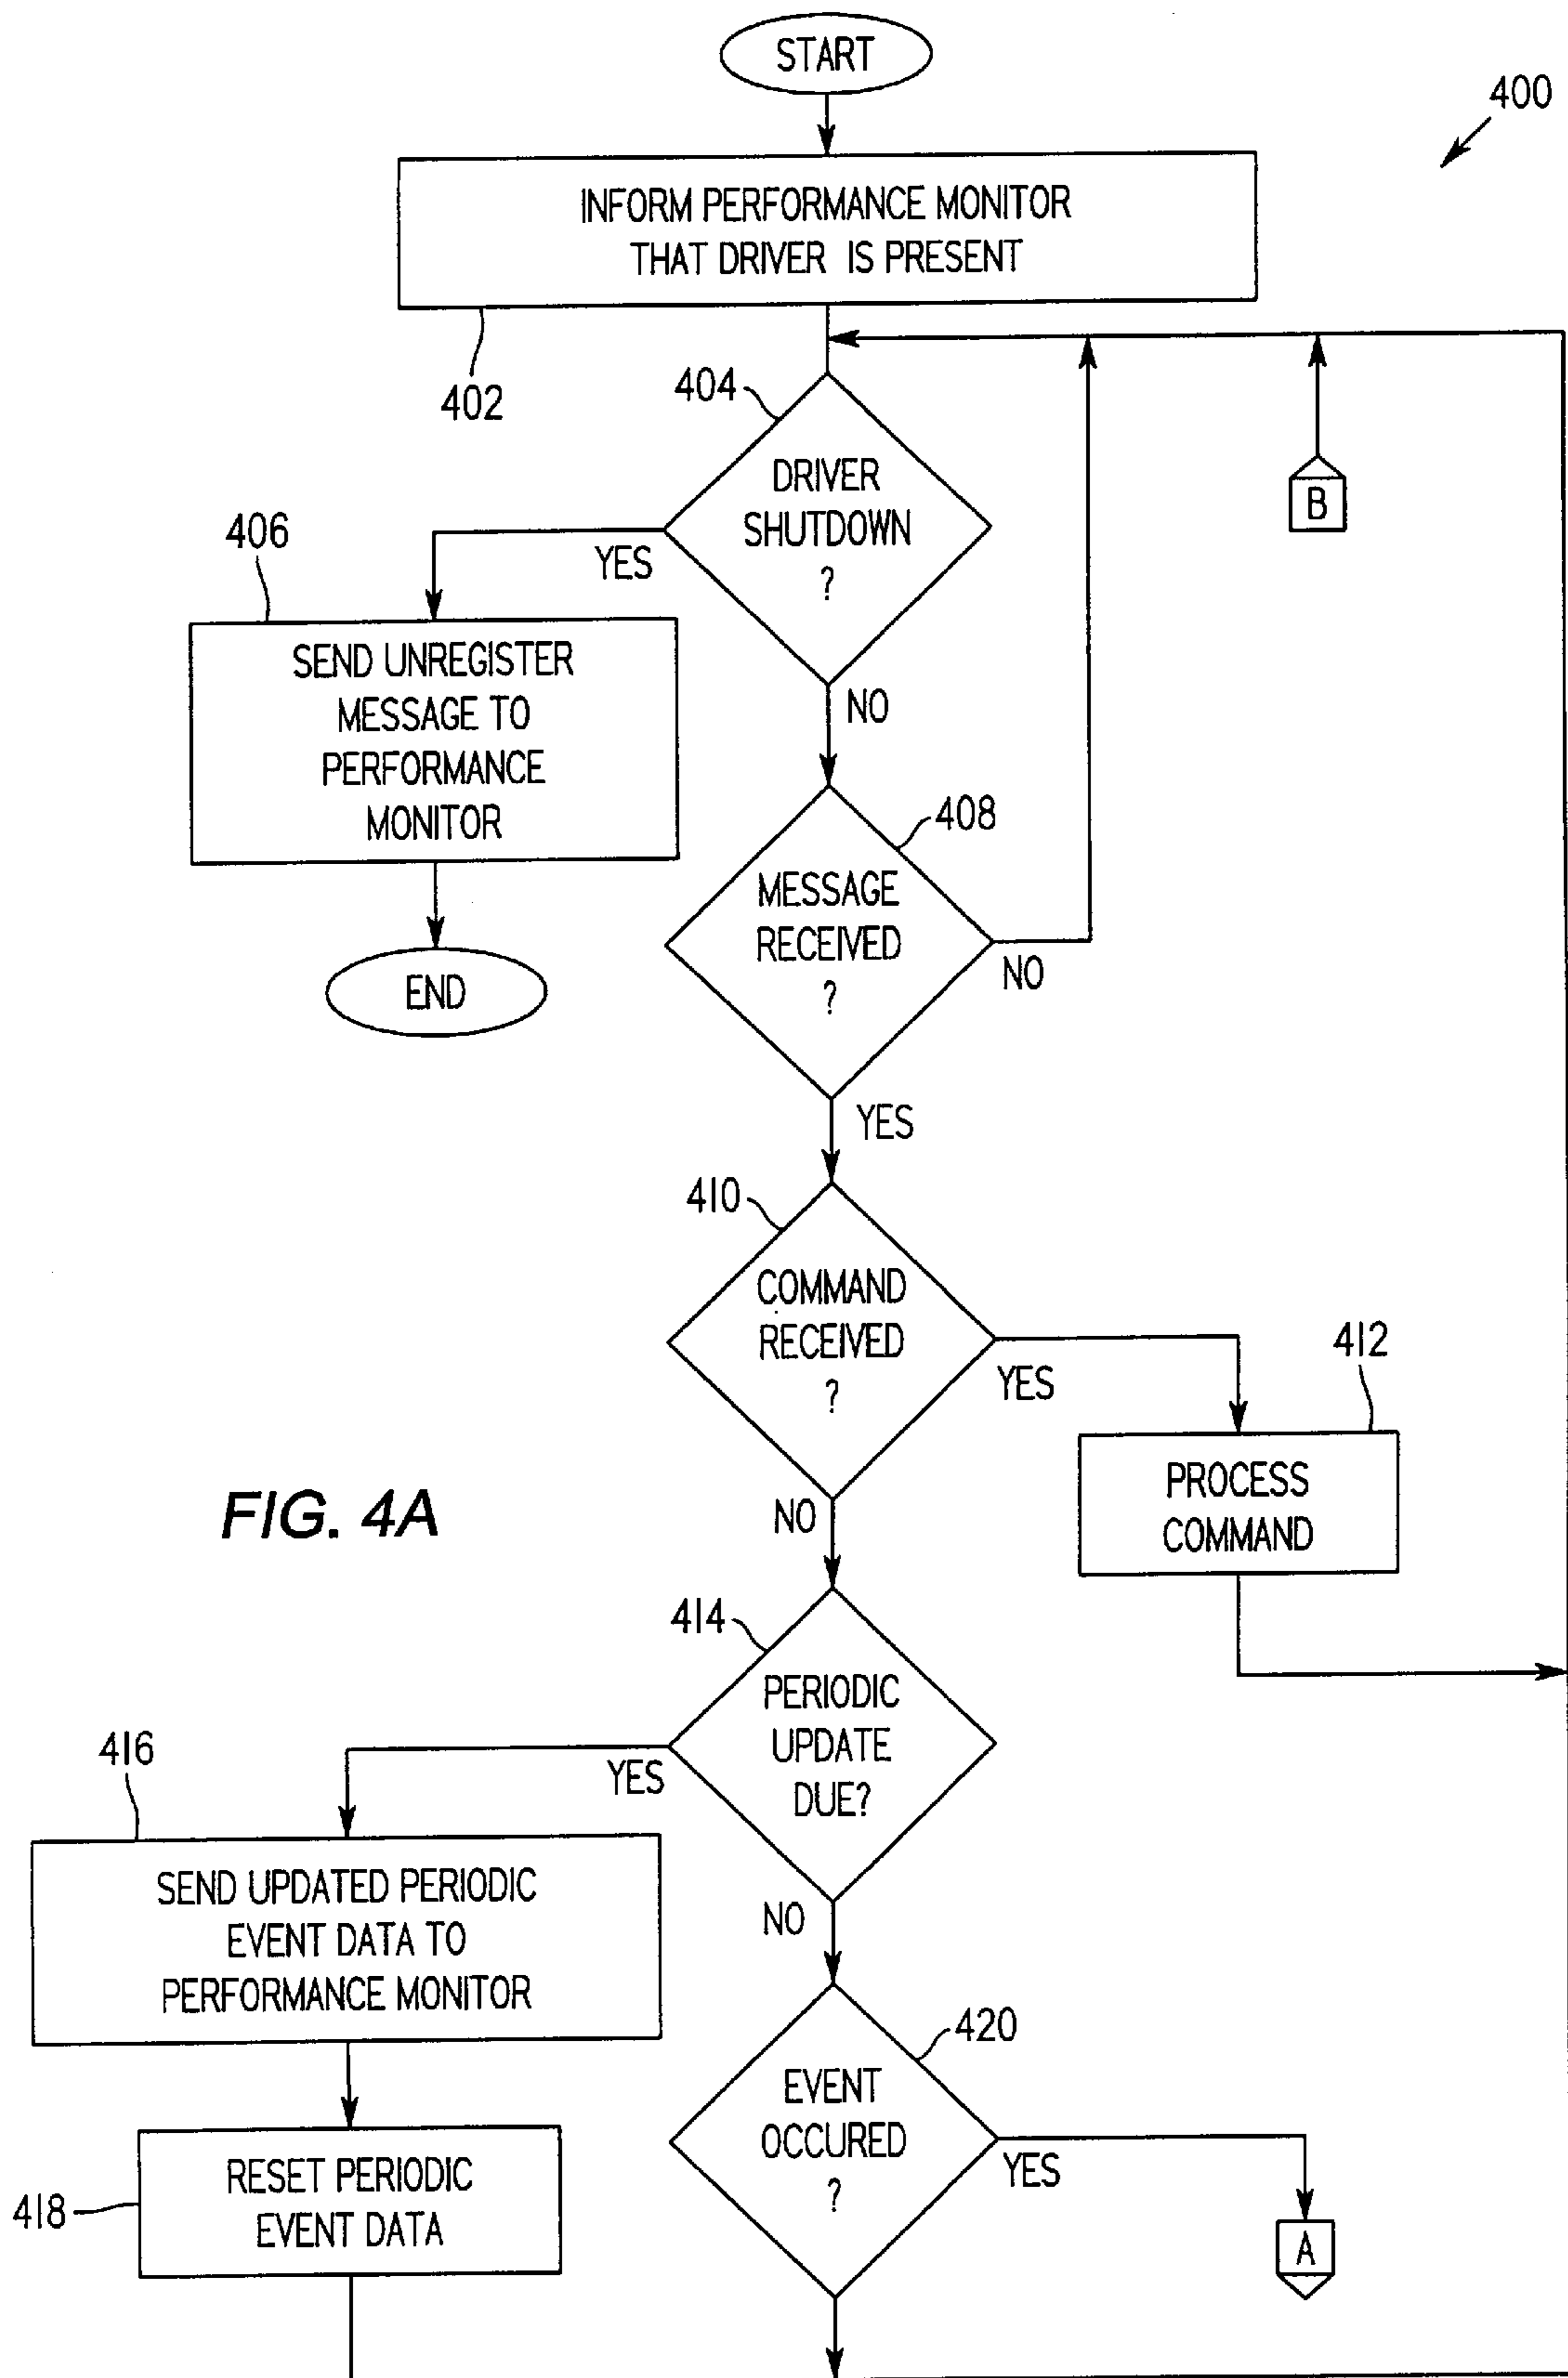 START
400
INFORM PERFORMANCE MONITOR
THAT DRIVER IS PRESENT
402
404
DRIVER
SHUTDOWN
?
B
406
YES
NO
SEND UNREGISTER
MESSAGE TO
PERFORMANCE
MONITOR
408
MESSAGE
RECEIVED
?
NO
END
YES
410
COMMAND
RECEIVED
?
YES
412
PROCESS
COMMAND
FIG. 4A
NO
414
PERIODIC
UPDATE
DUE?
416
YES
SEND UPDATED PERIODIC
EVENT DATA TO
PERFORMANCE MONITOR
NO
420
EVENT
OCCURED
?
YES
418
RESET PERIODIC
EVENT DATA
A